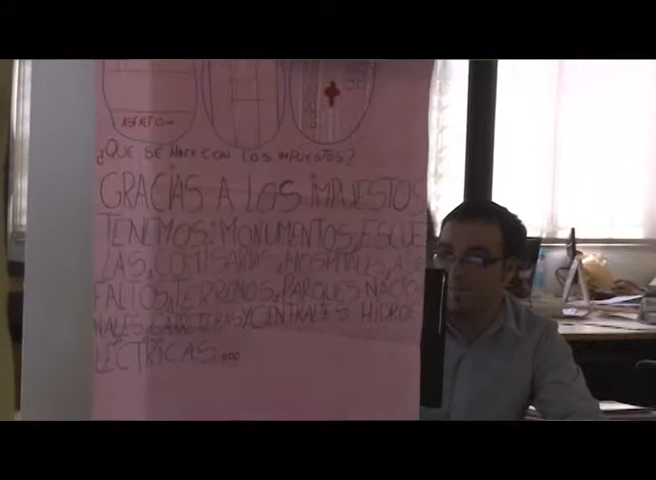 ASFALTO
¿QUE SE HACE CON LOS IMPUESTOS?
GRACIAS A LOS IMPUESTOS
TENEMOS: MONUMENTOS, ESCUE
LAS, COMISARIAS, HOSPITALES, AS
FALTOS, TERRENOS, PARQUES NACIO
NALES, CARRETERAS Y CENTRALES HIDROE
LÉCTRICAS...